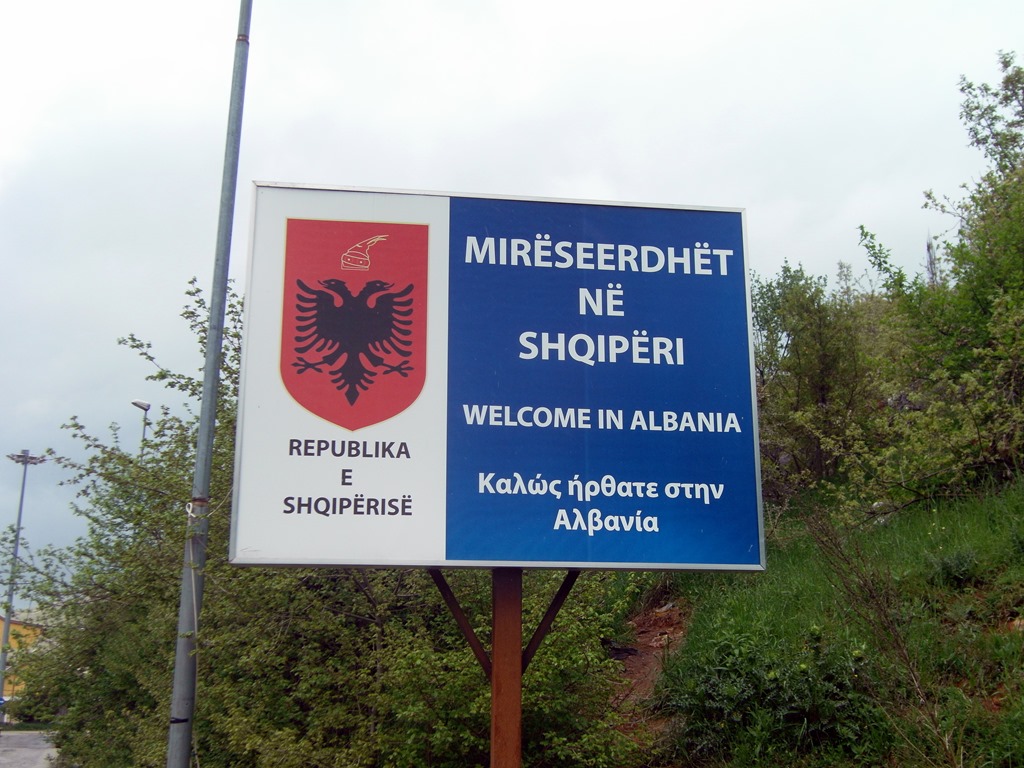 REPUBLIKA
E
SHQIPËRISË
MIRËSEERDHËT
NË
SHQIPËRI
WELCOME IN ALBANIA
Καλώς ήρθατε στην
Αλβανία